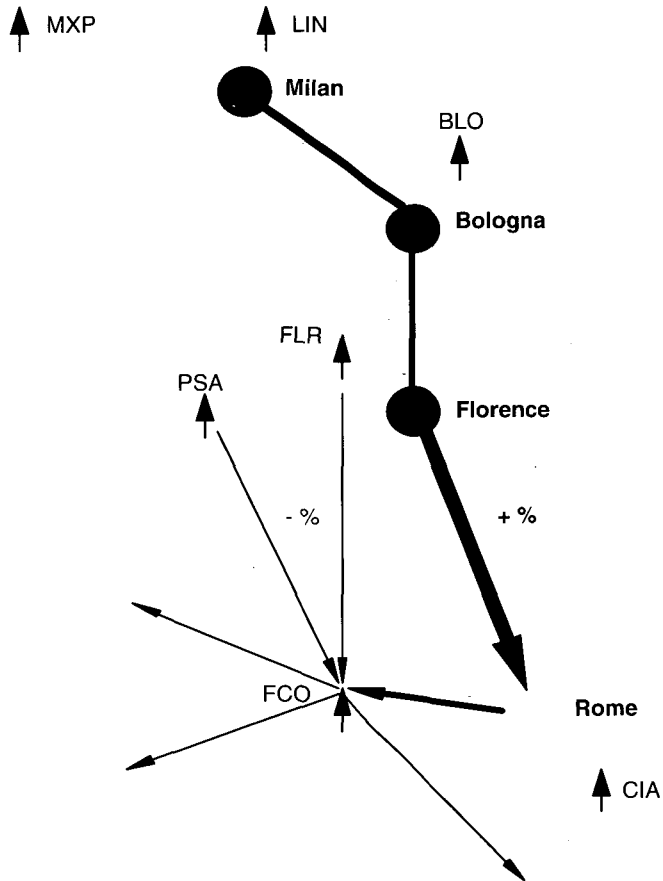 MXP
LIN
Milan
BLO
Bologna
FLR
PSA
Florence
- %
+ %
FCO
Rome
CIA